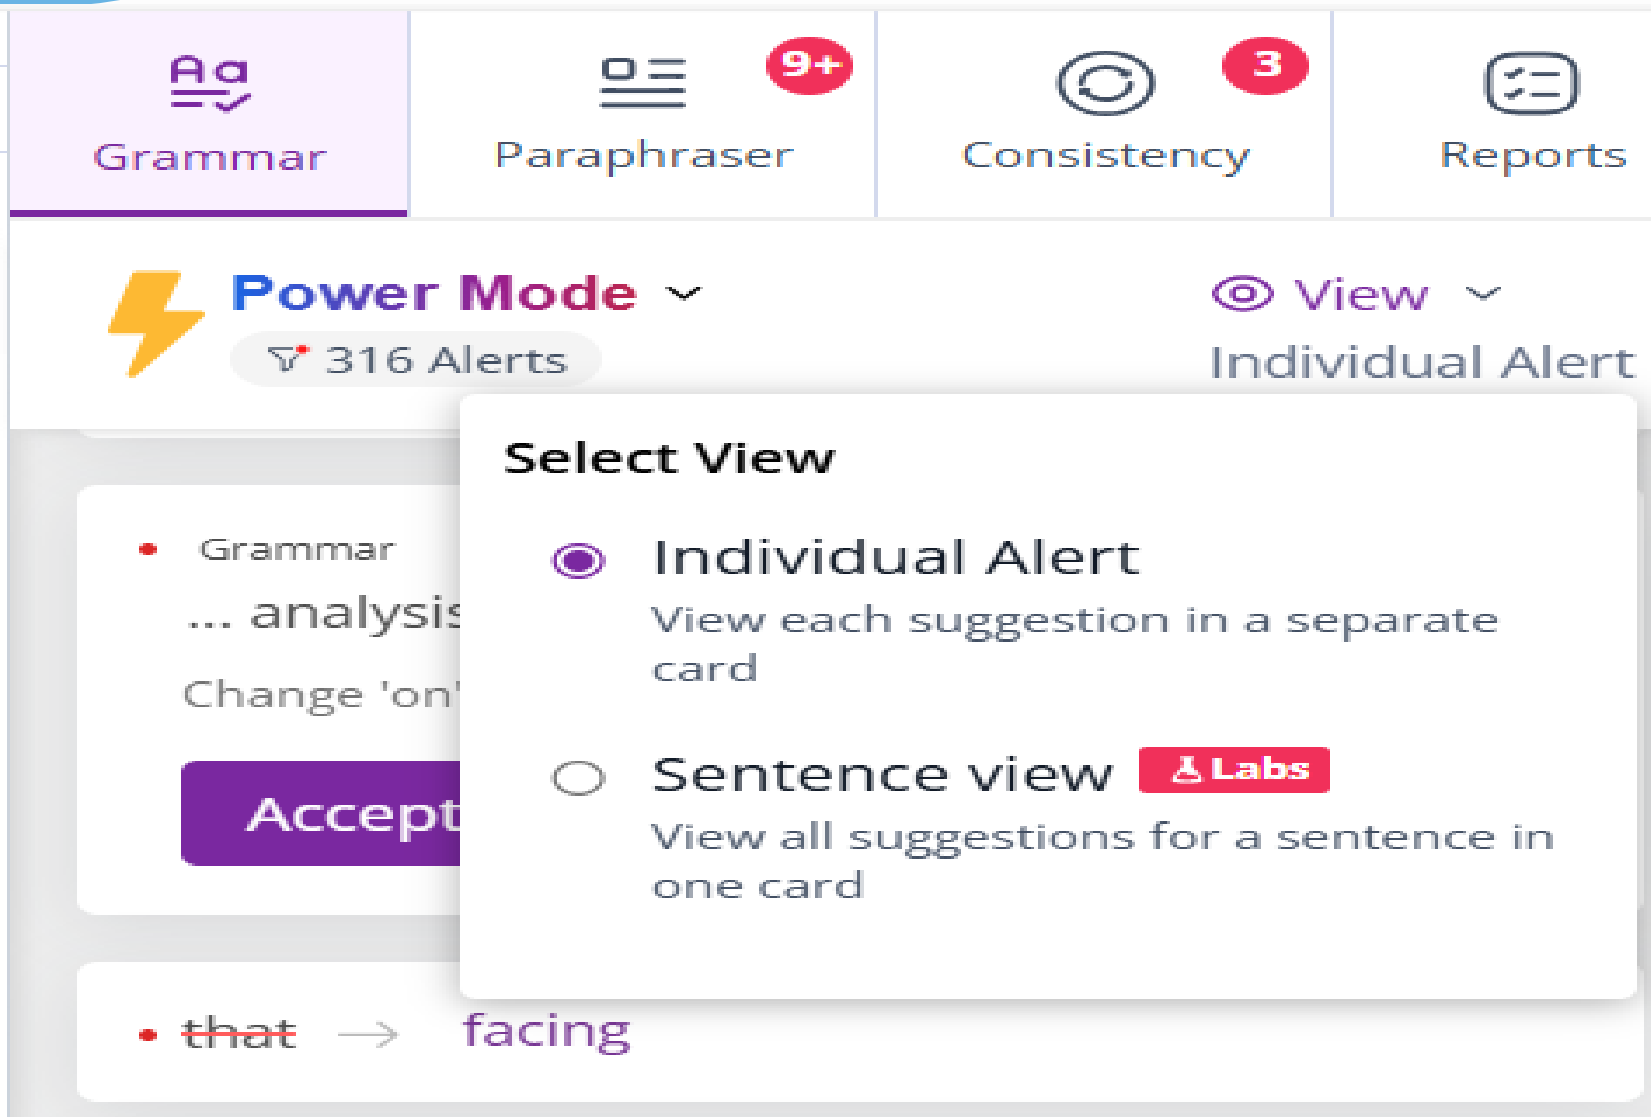 Aa
Grammar
9+
Paraphraser
3
Consistency
Reports
Power Mode
316 Alerts
View
Individual Alert
Select View
Individual Alert
View each suggestion in a separate
card
Sentence view Labs
View all suggestions for a sentence in
one card
Grammar
... analysis
Change 'on'
Accept
that → facing